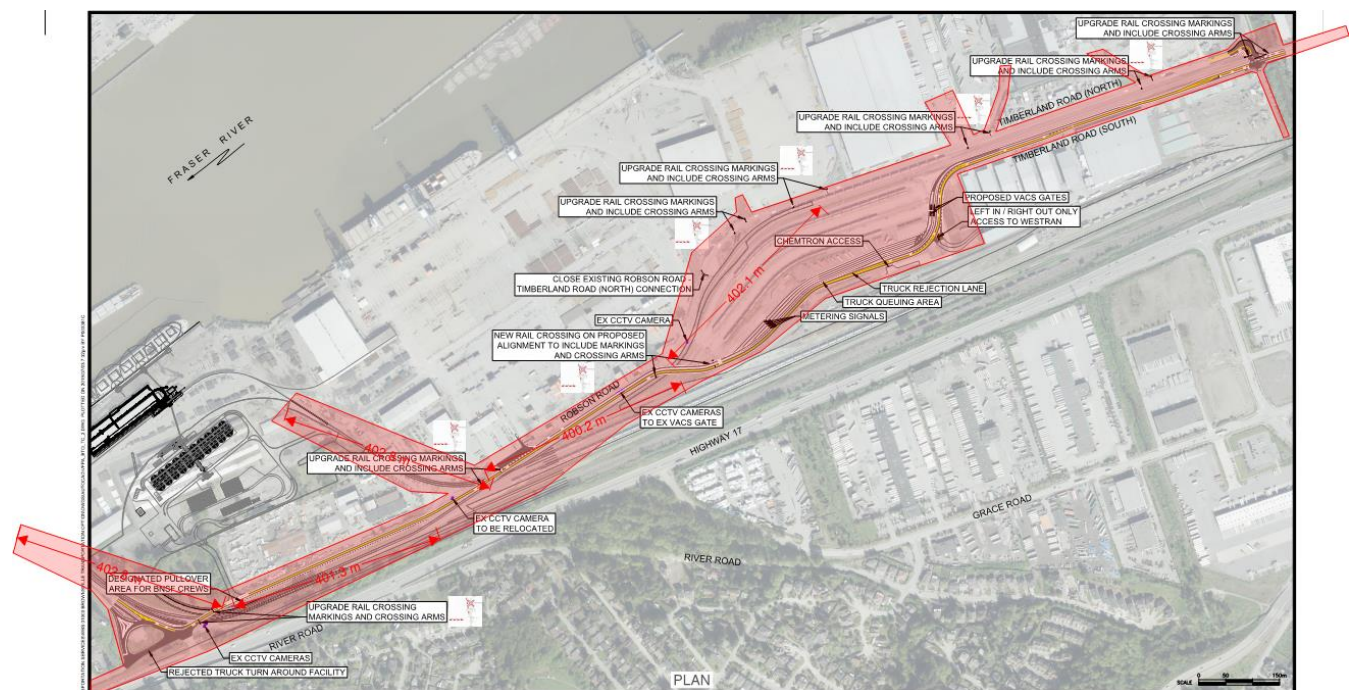 UPGRADE RAIL CROSSING MARKINGS
AND INCLUDE CROSSING ARMS
UPGRADE RAIL CROSSING MARKINGS
AND INCLUDE CROSSING ARMS
TIMBERLAND ROAD (NORTH)
UPGRADE RAIL CROSSING MARKINGS
AND INCLUDE CROSSING ARMS
TIMBERLAND ROAD (SOUTH)
FRASER RIVER
UPGRADE RAIL CROSSING MARKINGS
AND INCLUDE CROSSING ARMS
UPGRADE RAIL CROSSING MARKINGS
AND INCLUDE CROSSING ARMS
PROPOSED VACS GATES
LEFT IN / RIGHT OUT ONLY
ACCESS TO WESTRAN
CHEMTRON ACCESS
402.1 m
CLOSE EXISTING ROBSON ROAD -
TIMBERLAND ROAD (NORTH) CONNECTION
TRUCK REJECTION LANE
TRUCK QUEUING AREA
METERING SIGNALS
EX CCTV CAMERA
NEW RAIL CROSSING ON PROPOSED
ALIGNMENT TO INCLUDE MARKINGS
AND CROSSING ARMS
ROBSON ROAD
400.2 m
EX CCTV CAMERAS
TO EX VACS GATE
HIGHWAY 17
UPGRADE RAIL CROSSING MARKINGS
AND INCLUDE CROSSING ARMS
EX CCTV CAMERA
TO BE RELOCATED
GRACE ROAD
RIVER ROAD
401.3 m
DESIGNATED PULLOVER
AREA FOR BNSF CREWS
UPGRADE RAIL CROSSING
MARKINGS AND CROSSING ARMS
RIVER ROAD
EX CCTV CAMERAS
REJECTED TRUCK TURN AROUND FACILITY
PLAN
SCALE 0 50 150m